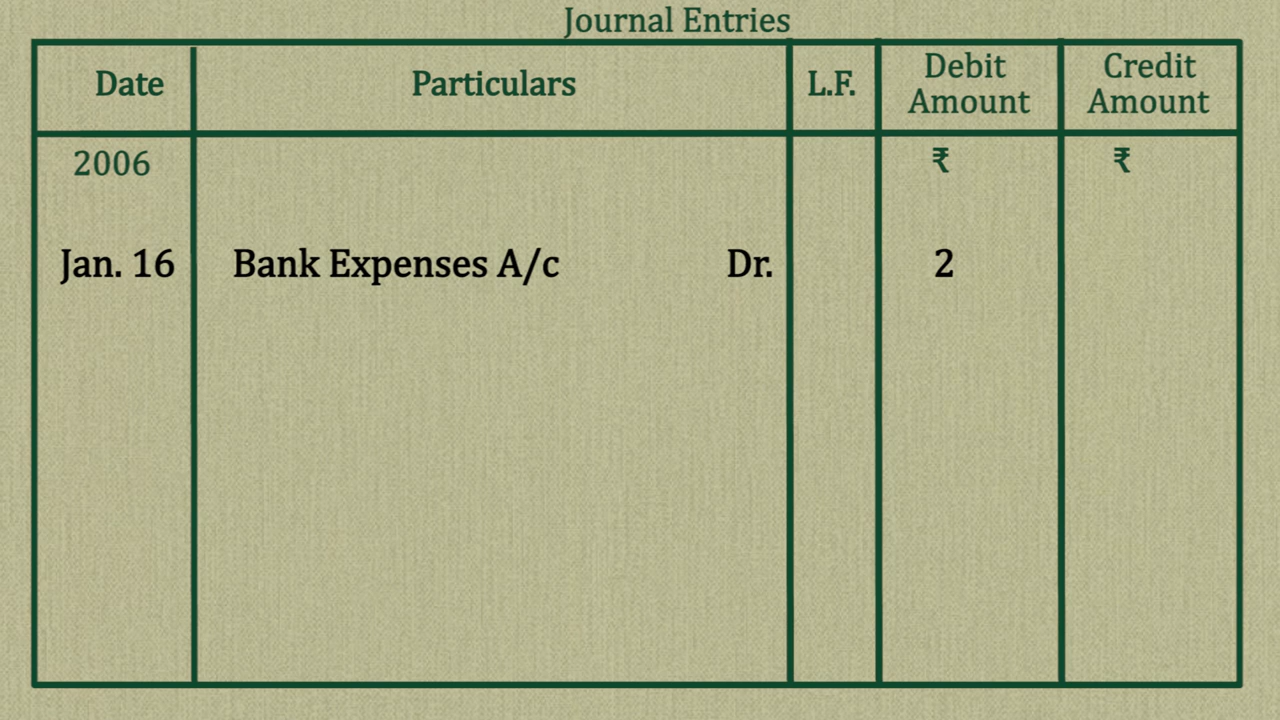 Journal Entries
Date Particulars L.F. Debit Amount Credit Amount
2006 ₹ ₹
Jan. 16 Bank Expenses A/c Dr. 2